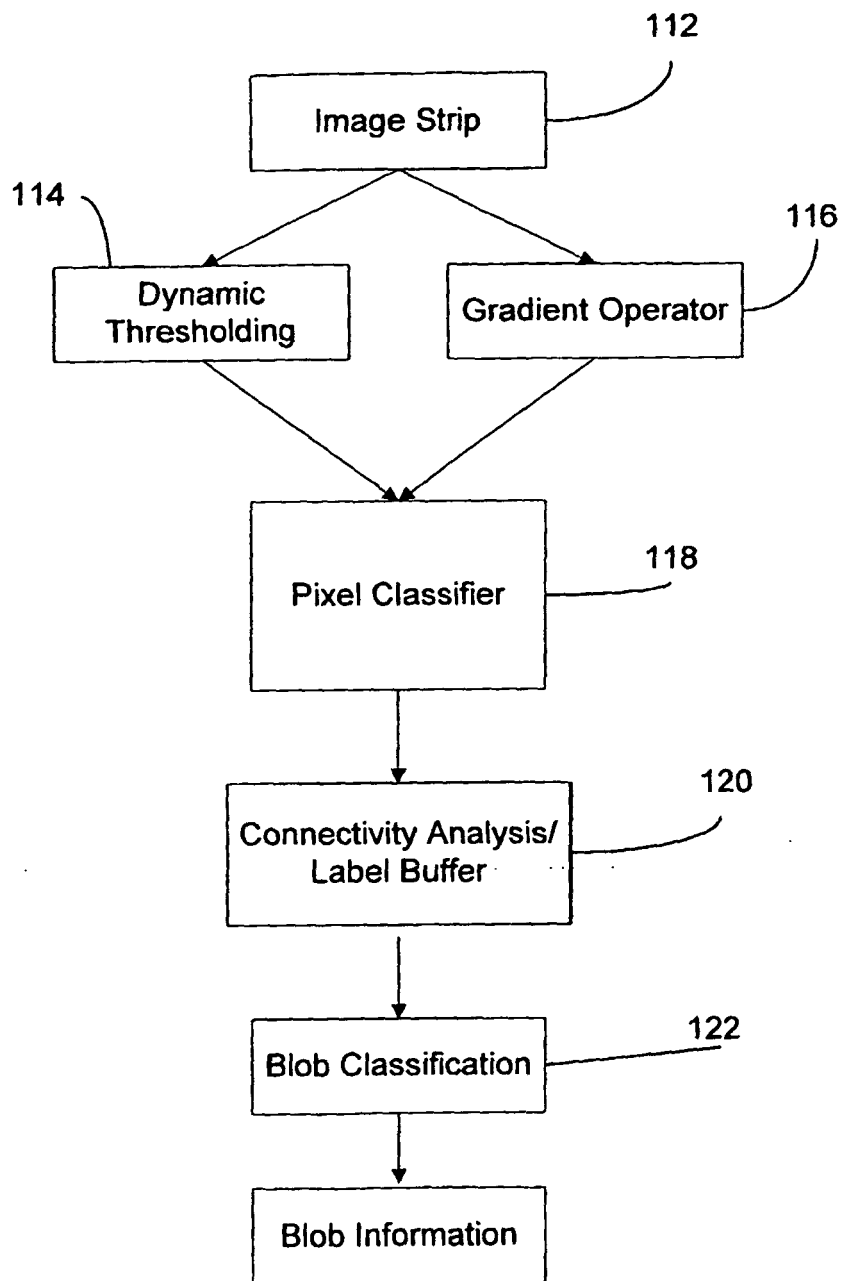 112
Image Strip
114
116
Dynamic
Thresholding
Gradient Operator
118
Pixel Classifier
120
Connectivity Analysis/
Label Buffer
122
Blob Classification
Blob Information